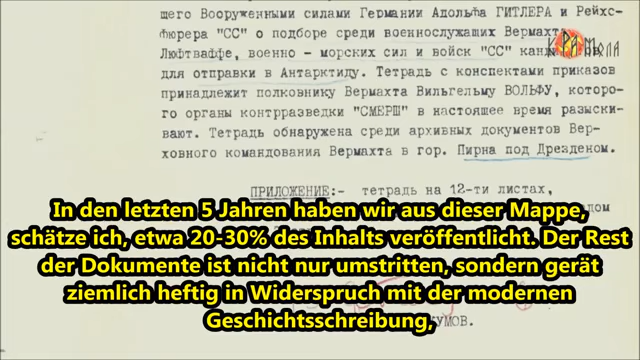 щего Вооруженными силами Германии Адольфа ГИТЛЕРА и Рейхс-
фюрера "СС" о подборе среди военнослужащих Вермахта,
Люфтваффе, военно - морских сил и войск "СС"
для отправки в Антарктиду. Тетрадь с конспектами приказов
принадлежит полковнику Вермахта Вильгельму ВОЛЬФУ, которо-
го органы контрразведки "СМЕРШ" в настоящее время разыски-
вают. Тетрадь обнаружена среди архивных документов Вер-
ховного командования Вермахта в гор. Пирна под Дрезденом.
ПРИЛОЖЕНИЕ:- тетрадь на 12-ти листах,
In den letzten 5 Jahren haben wir aus dieser Mappe,
schätze ich, etwa 20-30% des Inhalts veröffentlicht. Der Rest
der Dokumente ist nicht nur umstritten, sondern gerät
ziemlich heftig in Widerspruch mit der modernen
Geschichtsschreibung,